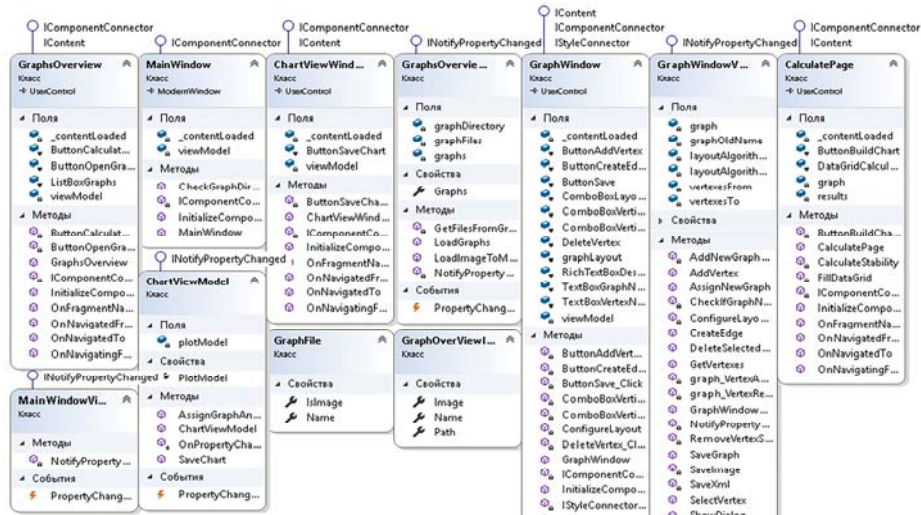 IComponentConnector
IContent
GraphsOverview
Класс
UserControl
Поля
_contentLoaded
ButtonCalculat...
ButtonOpenGra...
ListBoxGraphs
viewModel
Методы
ButtonCalculat...
ButtonOpenGra...
GraphsOverview
IComponentCo...
InitializeCompo...
OnFragmentNa...
OnNavigatedFr...
OnNavigatedTo
OnNavigatingF...
INotifyPropertyChanged
MainWindowVi...
Класс
Методы
NotifyProperty...
События
PropertyChang...
IComponentConnector
MainWindow
Класс
ModernWindow
Поля
_contentLoaded
viewModel
Методы
CheckGraphDir...
IComponentCo...
InitializeCompo...
MainWindow
INotifyPropertyChanged
ChartViewModel
Класс
Поля
plotModel
Свойства
PlotModel
Методы
AssignGraphAn...
ChartViewModel
OnPropertyCha...
SaveChart
События
PropertyChang...
IComponentConnector
IContent
ChartViewWind...
Класс
UserControl
Поля
_contentLoaded
ButtonSaveChart
viewModel
Методы
ButtonSaveCha...
ChartViewWind...
IComponentCo...
InitializeCompo...
OnFragmentNa...
OnNavigatedFr...
OnNavigatedTo
OnNavigatingF...
GraphFile
Класс
Свойства
IsImage
Name
INotifyPropertyChanged
GraphsOvervie...
Класс
Поля
graphDirectory
graphFiles
graphs
Свойства
Graphs
Методы
GetFilesFromGr...
LoadGraphs
LoadImageToM...
NotifyProperty...
События
PropertyChang...
GraphOverViewI...
Класс
Свойства
Image
Name
Path
IContent
IComponentConnector
IStyleConnector
GraphWindow
Класс
UserControl
Поля
_contentLoaded
ButtonAddVertex
ButtonCreateEd...
ButtonSave
ComboBoxLayo...
ComboBoxVerti...
ComboBoxVerti...
DeleteVertex
graphLayout
RichTextBoxDes...
TextBoxGraphN...
TextBoxVertexN...
viewModel
Методы
ButtonAddVert...
ButtonCreateEd...
ButtonSave_Click
ComboBoxVerti...
ComboBoxVerti...
ConfigureLayout
DeleteVertex_Cl...
GraphWindow
IComponentCo...
InitializeCompo...
IStyleConnector...
INotifyPropertyChanged
GraphWindowV...
Класс
Поля
graph
graphOldName
layoutAlgorith...
layoutAlgorith...
vertexesFrom
vertexesTo
Свойства
Методы
AddNewGraph...
AddVertex
AssignNewGraph
CheckIfGraphN...
ConfigureLayo...
CreateEdge
DeleteSelected...
GetVertexes
graph_VertexA...
graph_VertexRe...
GraphWindow...
NotifyProperty...
RemoveVertexS...
SaveGraph
SaveImage
SaveXml
SelectVertex
ShowDialog
IComponentConnector
IContent
CalculatePage
Класс
UserControl
Поля
_contentLoaded
ButtonBuildChart
DataGridCalcul...
graph
results
Методы
ButtonBuildCha...
CalculatePage
CalculateStability
FillDataGrid
IComponentCo...
InitializeCompo...
OnFragmentNa...
OnNavigatedFr...
OnNavigatedTo
OnNavigatingF...